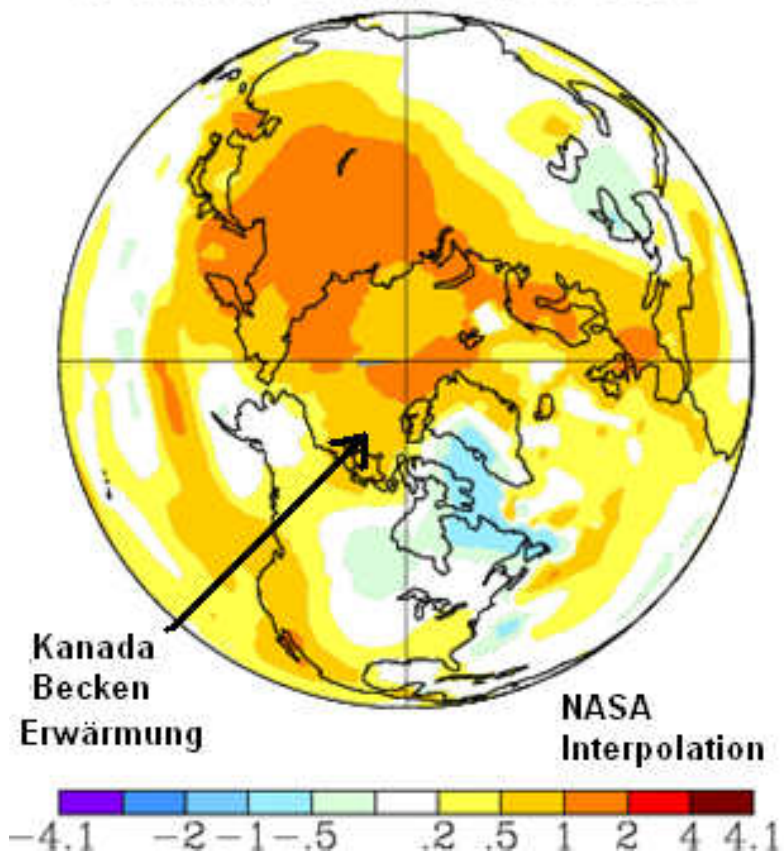 Kanada
Becken
Erwärmung
NASA
Interpolation
-4.1 -2 -1 -.5 .2 .5 1 2 4 4.1